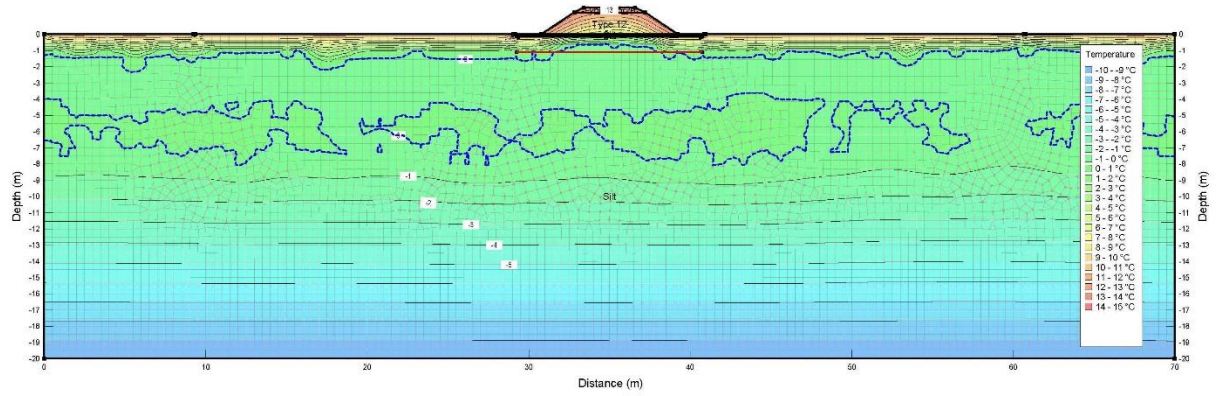 13
Type 12
0
0
-1
-1
-2
-2
-3
-3
-4
-4
-5
-5
-6
-6
-7
-7
-8
-8
-9
-9
-10
-10
-11
-11
-12
-12
-13
-13
-14
-14
-15
-15
-16
-16
-17
-17
-18
-18
-19
-19
-20
-20
Depth (m)
Depth (m)
0
0
-1
-2
-3
-4
-5
Silt
Temperature
-10 - -9 °C
-9 - -8 °C
-8 - -7 °C
-7 - -6 °C
-6 - -5 °C
-5 - -4 °C
-4 - -3 °C
-3 - -2 °C
-2 - -1 °C
-1 - 0 °C
0 - 1 °C
1 - 2 °C
2 - 3 °C
3 - 4 °C
4 - 5 °C
5 - 6 °C
6 - 7 °C
7 - 8 °C
8 - 9 °C
9 - 10 °C
10 - 11 °C
11 - 12 °C
12 - 13 °C
13 - 14 °C
14 - 15 °C
0 10 20 30 40 50 60 70
Distance (m)